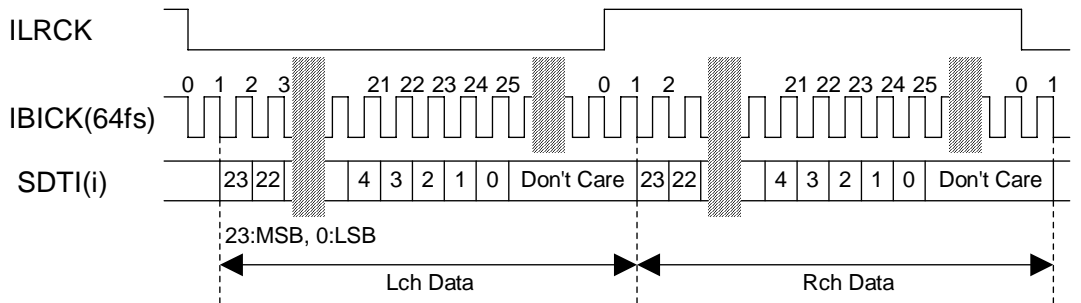 ILRCK
0 1 2 3 21 22 23 24 25 0 1 2 21 22 23 24 25 0 1
IBICK(64fs)
SDTI(i) 23 22 4 3 2 1 0 Don't Care 23 22 4 3 2 1 0 Don't Care
23:MSB, 0:LSB
Lch Data Rch Data